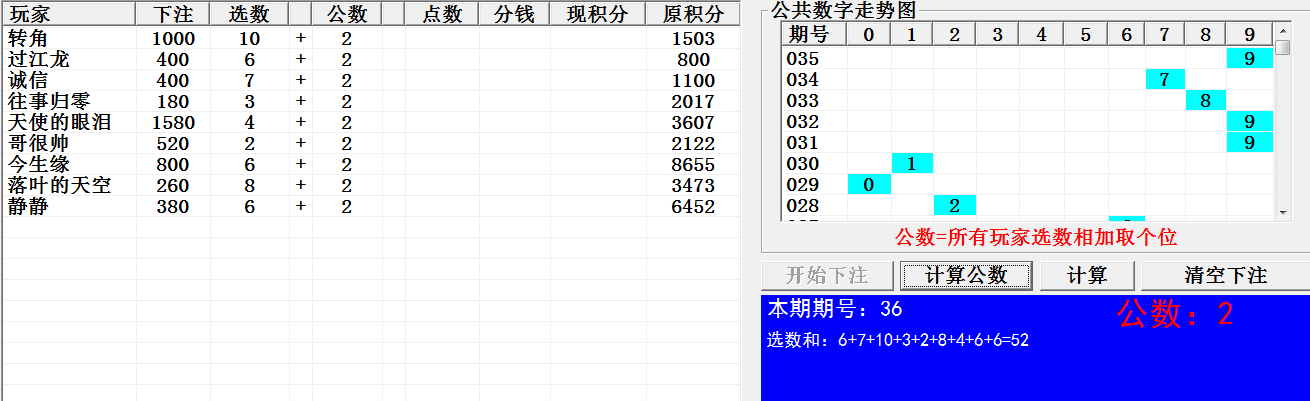 玩家 下注 选数 公数 点数 分钱 现积分 原积分
转角 1000 10 + 2 1503
过江龙 400 6 + 2 800
诚信 400 7 + 2 1100
往事归零 180 3 + 2 2017
天使的眼泪 1580 4 + 2 3607
哥很帅 520 2 + 2 2122
今生缘 800 6 + 2 8655
落叶的天空 260 8 + 2 3473
静静 380 6 + 2 6452
公共数字走势图
期号 0 1 2 3 4 5 6 7 8 9
035 9
034 7
033 8
032 9
031 9
030 1
029 0
028 2
公数=所有玩家选数相加取个位
开始下注 计算公数 计算 清空下注
本期期号：36 公数：2
选数和：6+7+10+3+2+8+4+6+6=52